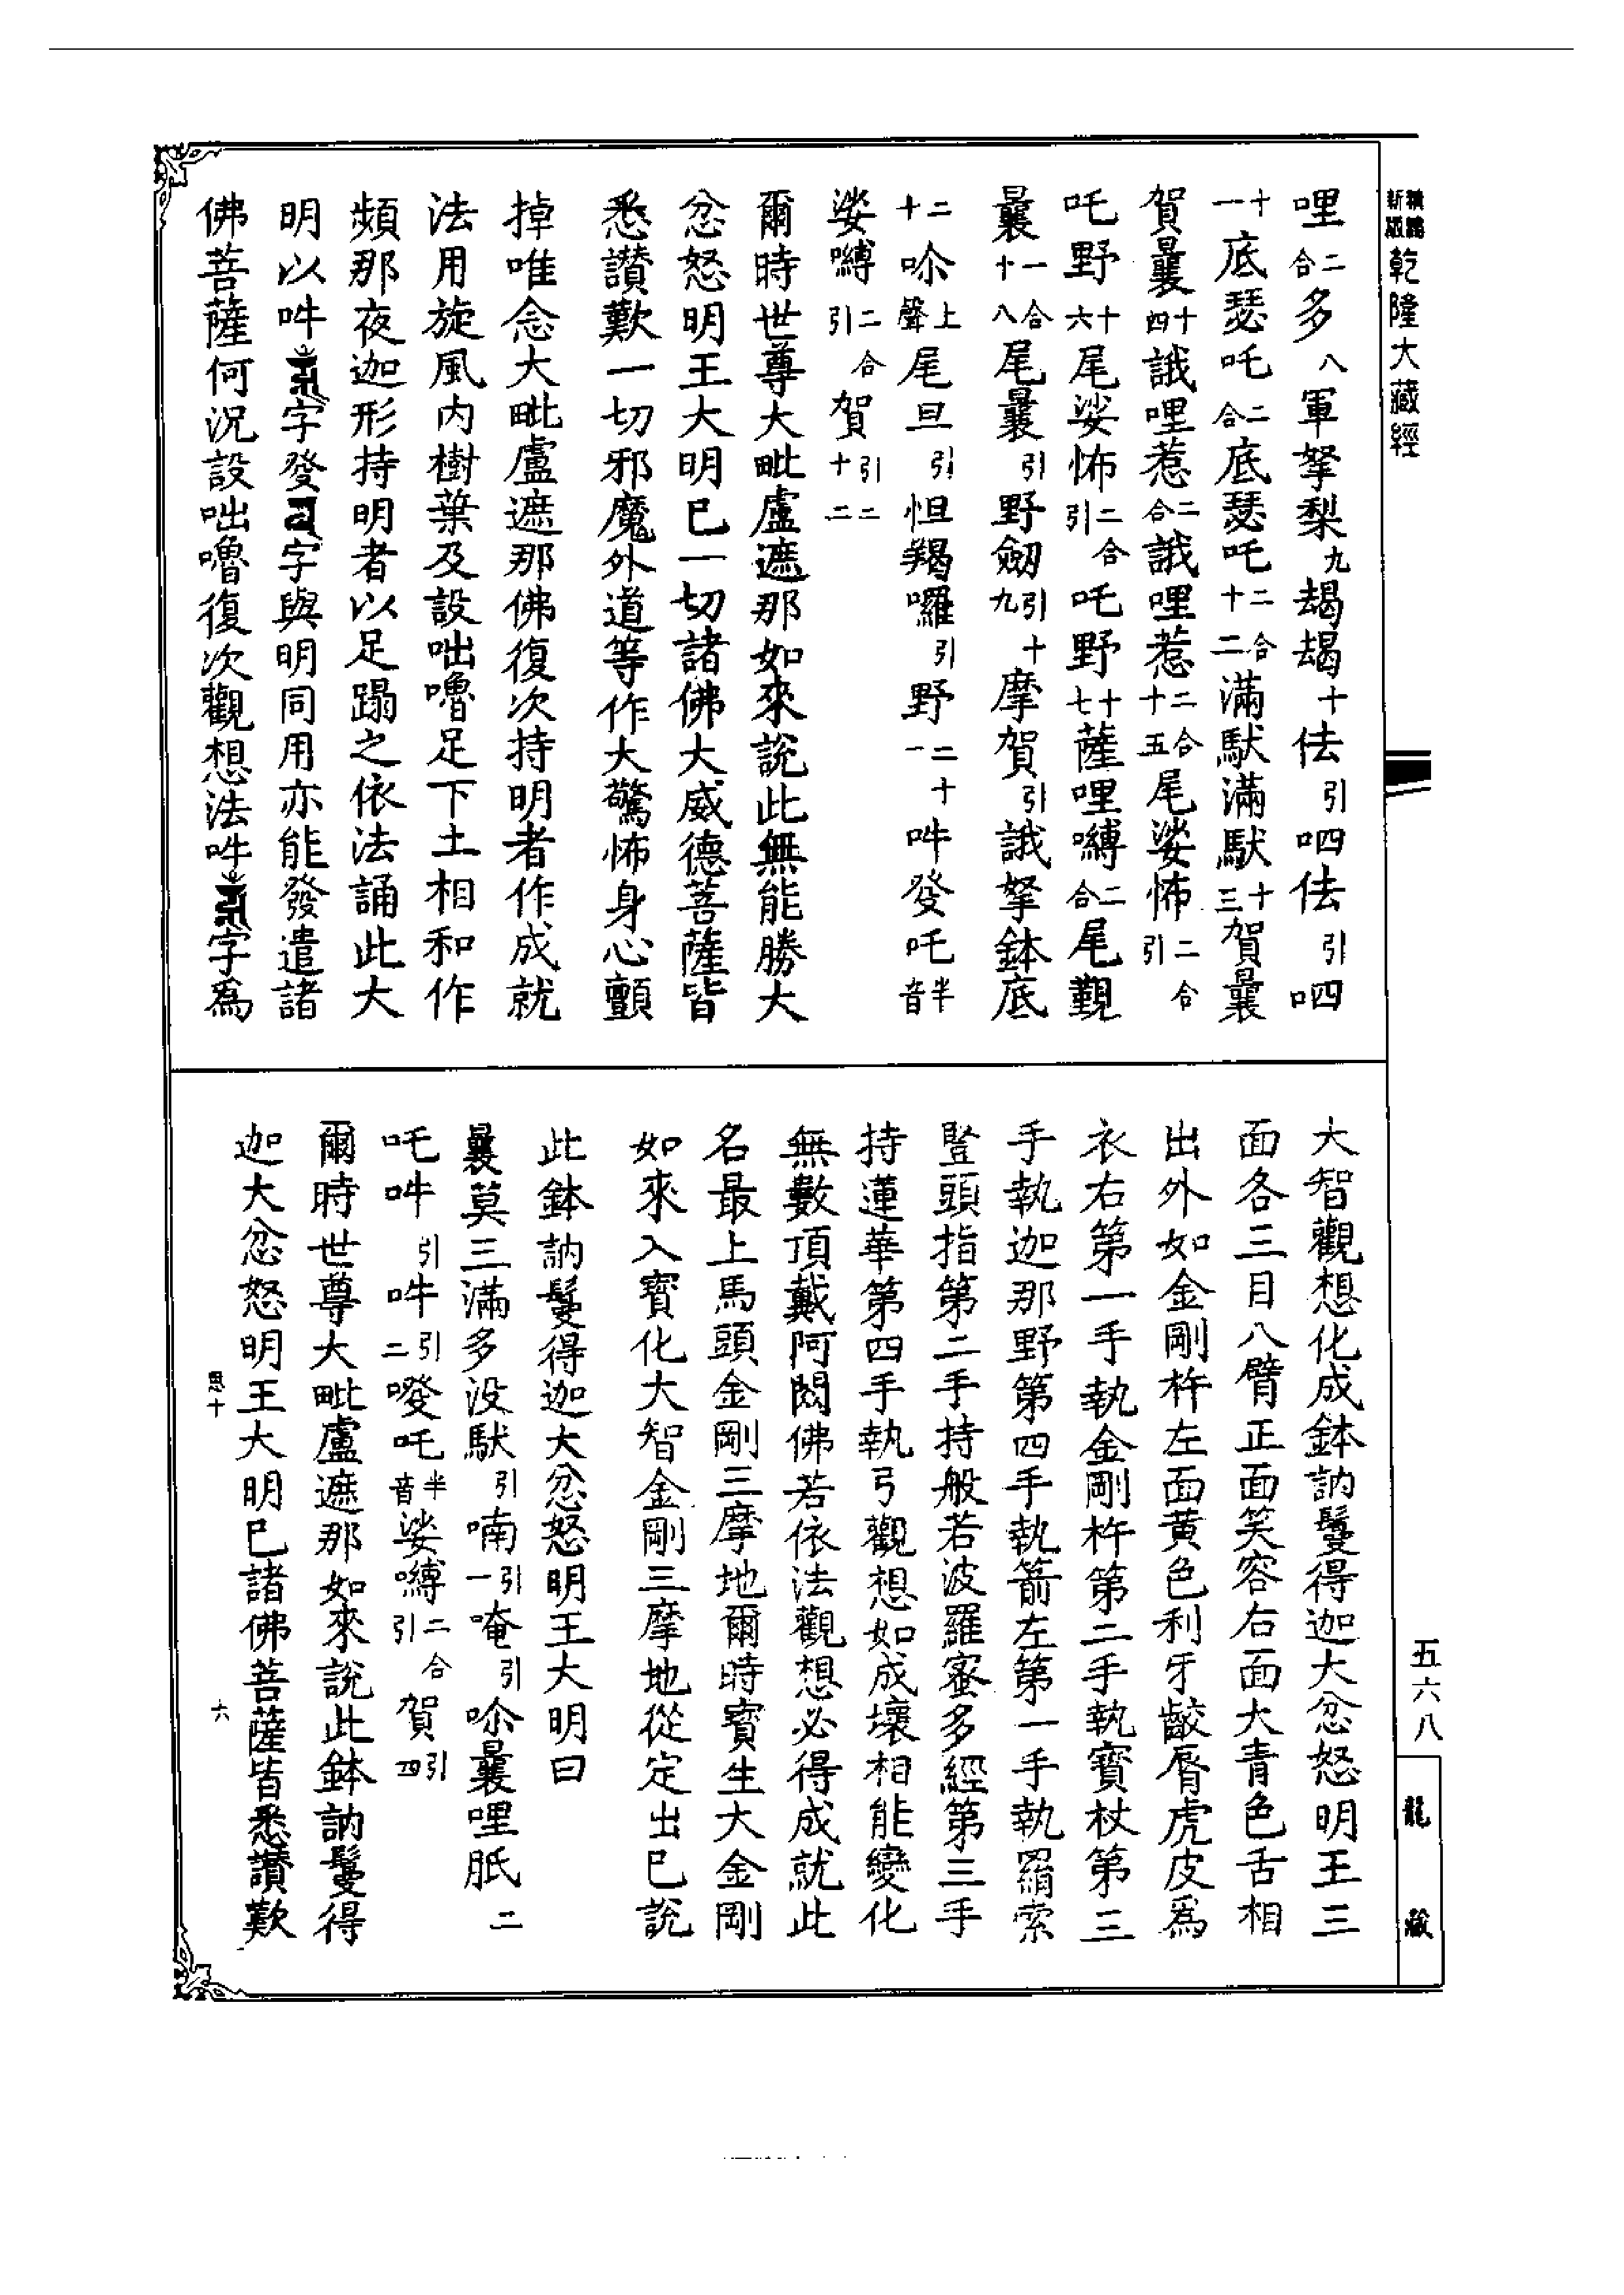 乾隆大藏經
哩二合多八軍拏梨九朅朅十佉引呬佉引呬
十一底瑟吒二合底瑟吒二合十二滿馱滿馱十三賀曩
賀曩十四誐哩惹二合誐哩惹二合十五尾娑怖二合引
吒野十六尾娑怖二合引吒野十七薩哩嚩二合尾覲
曩一合十八尾曩引野劒引十九摩賀引誐拏鉢底
二十㖿上聲尾旦引怛羯囉引野二十一吽發吒半音
娑嚩二合引賀引二十二
爾時世尊大毗盧遮那如來說此無能勝大
忿怒明王大明已一切諸佛大威德菩薩皆
悉讚歎一切邪魔外道等作大驚怖身心顫
掉唯念大毗盧遮那佛復次持明者作成就
法用旋風內樹葉及設咄嚕足下土相和作
頻那夜迦形持明者以足蹋之依法誦此大
明以吽字發字與明同用亦能發遣諸
佛菩薩何況設咄嚕復次觀想法吽字為
大智觀想化成鉢訥鬘得迦大忿怒明王三
面各三目八臂正面笑容右面大青色舌相
出外如金剛杵左面黃色利牙齩脣虎皮為
衣右第一手執金剛杵第二手執寶杖第三
手執迦那野第四手執箭左第一手執羂索
豎頭指第二手持般若波羅蜜多經第三手
持蓮華第四手執弓觀想如成壞相能變化
無數頂戴阿閦佛若依法觀想必得成就此
名最上馬頭金剛三摩地爾時寶生大金剛
如來入寶化大智金剛三摩地從定出已說
此鉢訥鬘得迦大忿怒明王大明曰
曩莫三滿多沒馱引喃引一唵引㖿曩哩胝二
吒吽引吽引二㗶吒半音娑嚩二合引賀引四
爾時世尊大毗盧遮那如來說此鉢訥鬘得
迦大忿怒明王大明已諸佛菩薩皆悉讚歎
思十
六
五六八
龍藏